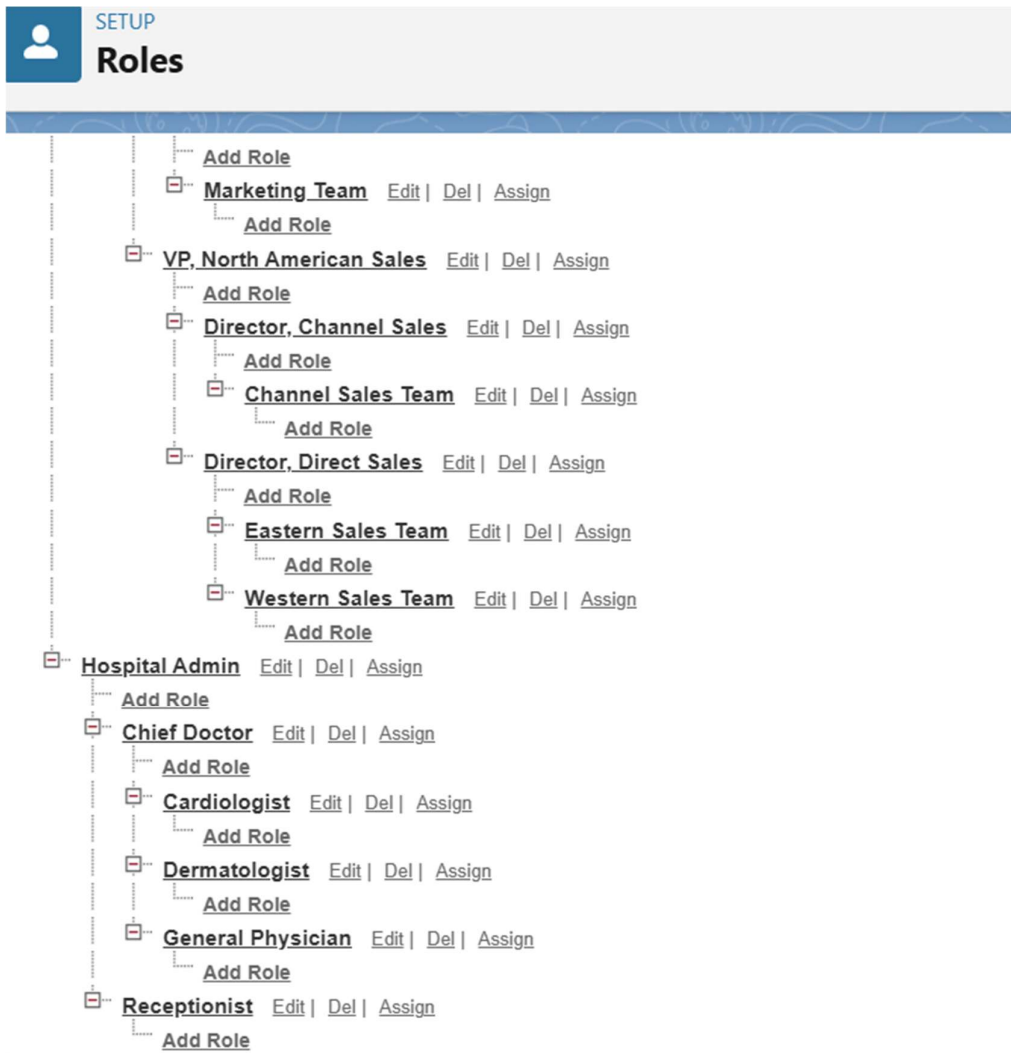 SETUP
Roles
Add Role
Marketing Team Edit | Del | Assign
Add Role
VP, North American Sales Edit | Del | Assign
Add Role
Director, Channel Sales Edit | Del | Assign
Add Role
Channel Sales Team Edit | Del | Assign
Add Role
Director, Direct Sales Edit | Del | Assign
Add Role
Eastern Sales Team Edit | Del | Assign
Add Role
Western Sales Team Edit | Del | Assign
Add Role
Hospital Admin Edit | Del | Assign
Add Role
Chief Doctor Edit | Del | Assign
Add Role
Cardiologist Edit | Del | Assign
Add Role
Dermatologist Edit | Del | Assign
Add Role
General Physician Edit | Del | Assign
Add Role
Receptionist Edit | Del | Assign
Add Role